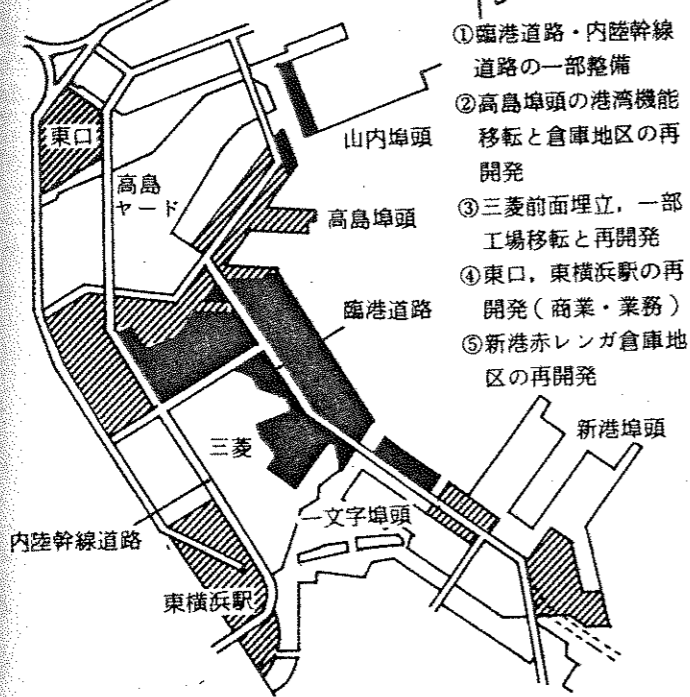 ①臨港道路・内陸幹線
道路の一部整備
②高島埠頭の港湾機能
移転と倉庫地区の再
開発
③三菱前面埋立，一部
工場移転と再開発
④東口，東横浜駅の再
開発（商業・業務）
⑤新港赤レンガ倉庫地
区の再開発
東口
山内埠頭
高島
ヤード
高島埠頭
臨港道路
新港埠頭
三菱
一文字埠頭
内陸幹線道路
東横浜駅